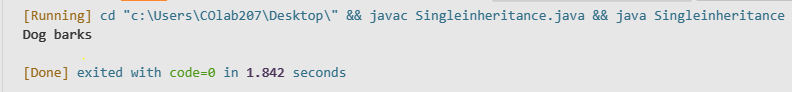 [Running] cd "c:\Users\COlab207\Desktop\" && javac Singleinheritance.java && java Singleinheritance
Dog barks
[Done] exited with code=0 in 1.842 seconds